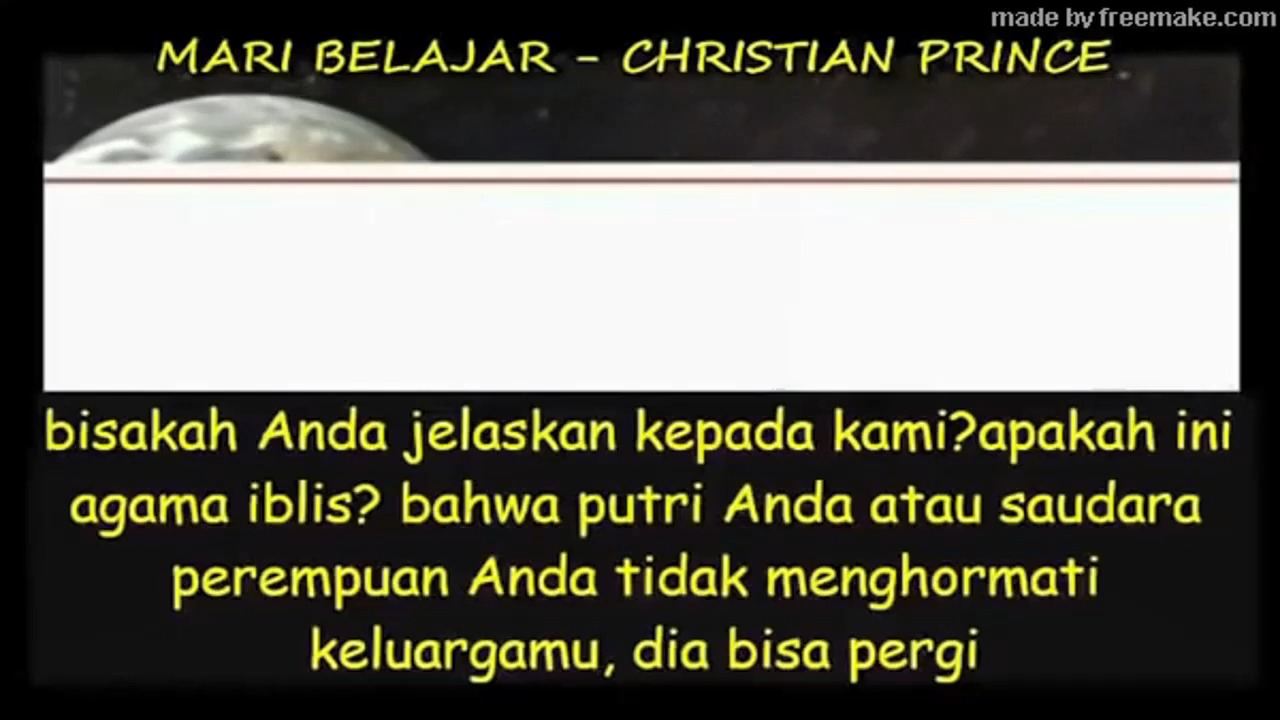 made by freemake.com
MARI BELAJAR - CHRISTIAN PRINCE
bisakah Anda jelaskan kepada kami?apakah ini
agama iblis? bahwa putri Anda atau saudara
perempuan Anda tidak menghormati
keluargamu, dia bisa pergi